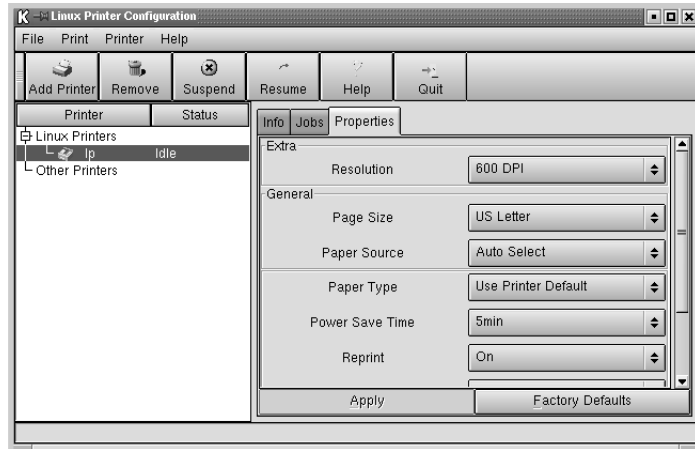 Linux Printer Configuration
File Print Printer Help
Add Printer Remove Suspend Resume Help Quit
Printer Status
Linux Printers
lp Idle
Other Printers
Info Jobs Properties
Extra
Resolution 600 DPI
General
Page Size US Letter
Paper Source Auto Select
Paper Type Use Printer Default
Power Save Time 5min
Reprint On
Apply Factory Defaults